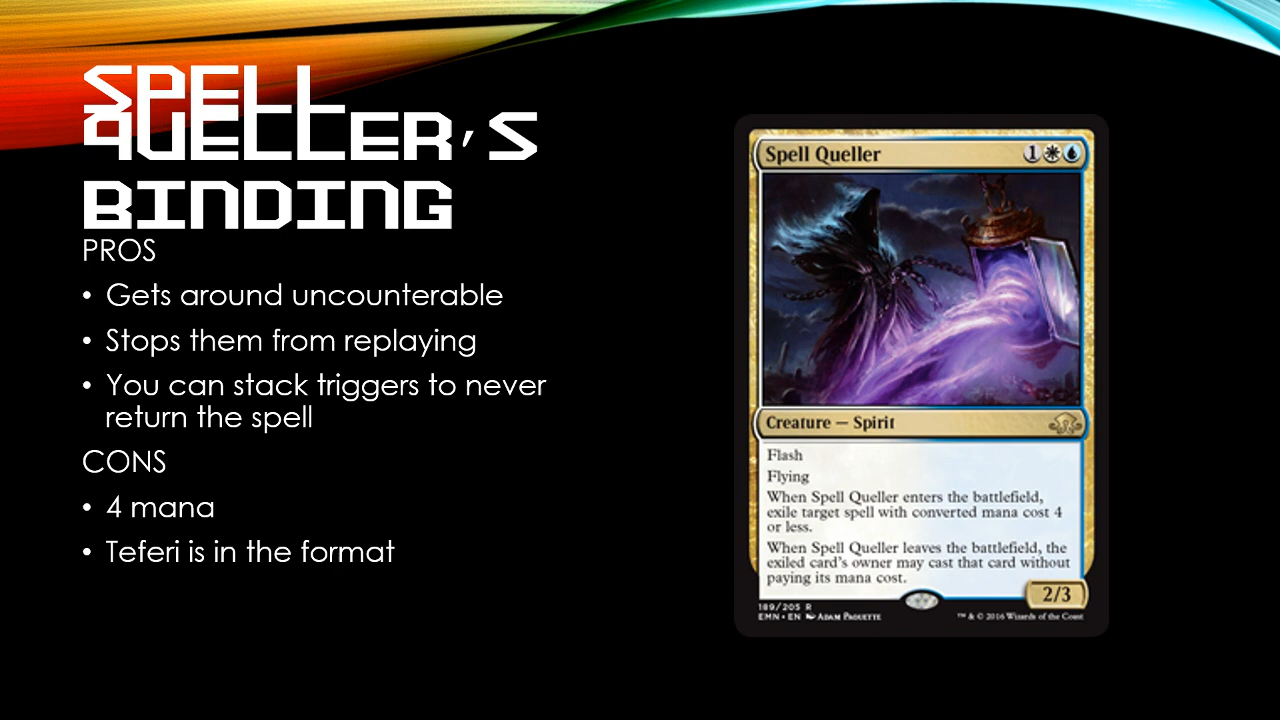 SPELL
QUELLER'S
BINDING
PROS
• Gets around uncounterable
• Stops them from replaying
• You can stack triggers to never
return the spell
CONS
• 4 mana
• Teferi is in the format
Spell Queller 1
Creature — Spirit
Flash
Flying
When Spell Queller enters the battlefield,
exile target spell with converted mana cost 4
or less.
When Spell Queller leaves the battlefield, the
exiled card's owner may cast that card without
paying its mana cost.
2/3
189/205 R
EMN • EN Adam Paquette
™ & © 2016 Wizards of the Coast